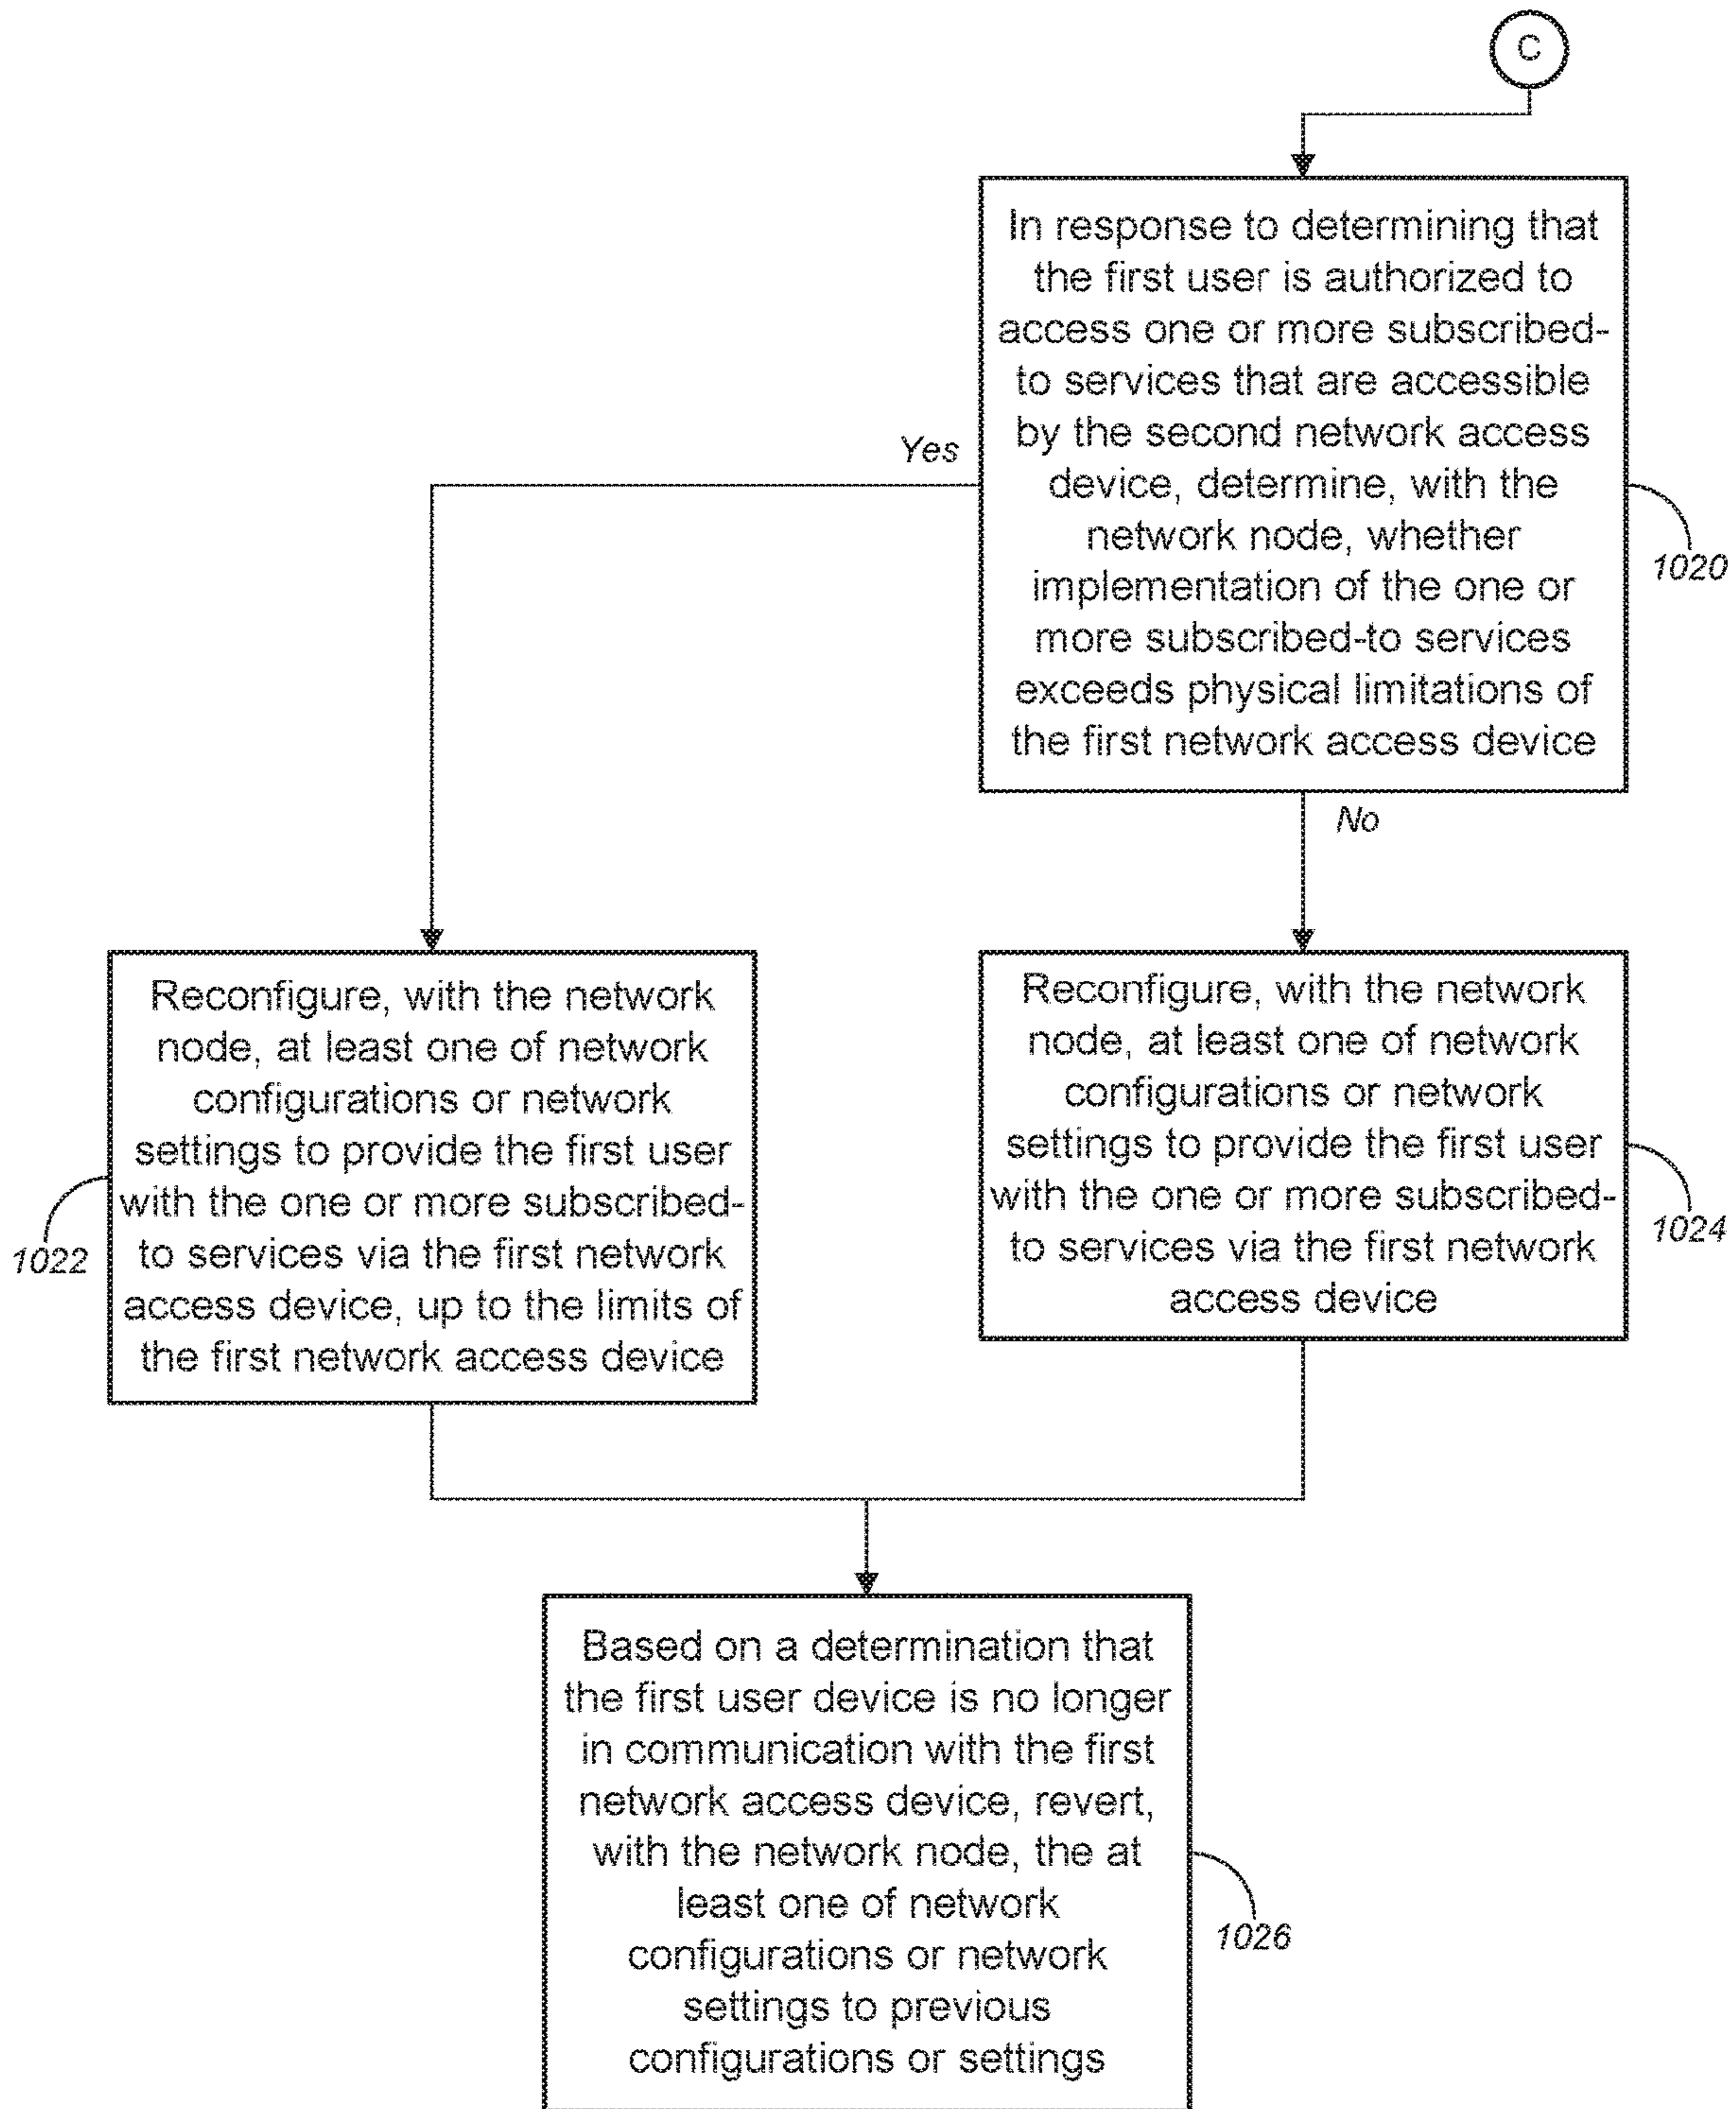 C
In response to determining that
the first user is authorized to
access one or more subscribed-
to services that are accessible
by the second network access
device, determine, with the
network node, whether
implementation of the one or
more subscribed-to services
exceeds physical limitations of
the first network access device
1020
Yes
No
Reconfigure, with the network
node, at least one of network
configurations or network
settings to provide the first user
with the one or more subscribed-
to services via the first network
access device, up to the limits of
the first network access device
1022
Reconfigure, with the network
node, at least one of network
configurations or network
settings to provide the first user
with the one or more subscribed-
to services via the first network
access device
1024
Based on a determination that
the first user device is no longer
in communication with the first
network access device, revert,
with the network node, the at
least one of network
configurations or network
settings to previous
configurations or settings
1026